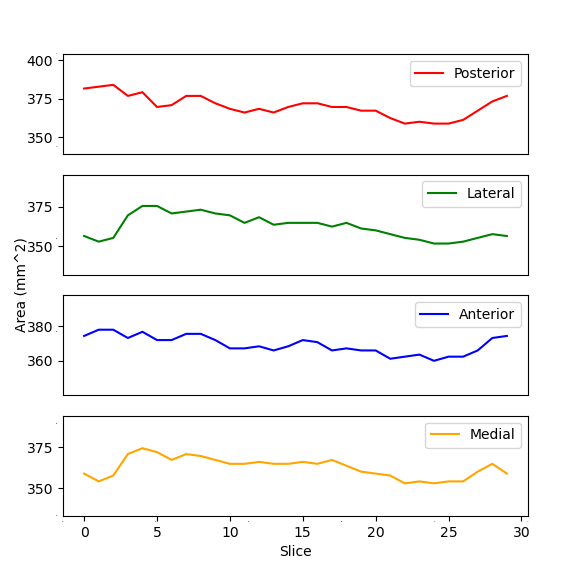 400
375
350
Posterior
375
350
Lateral
Area (mm^2)
380
360
Anterior
375
350
Medial
0 5 10 15 20 25 30
Slice